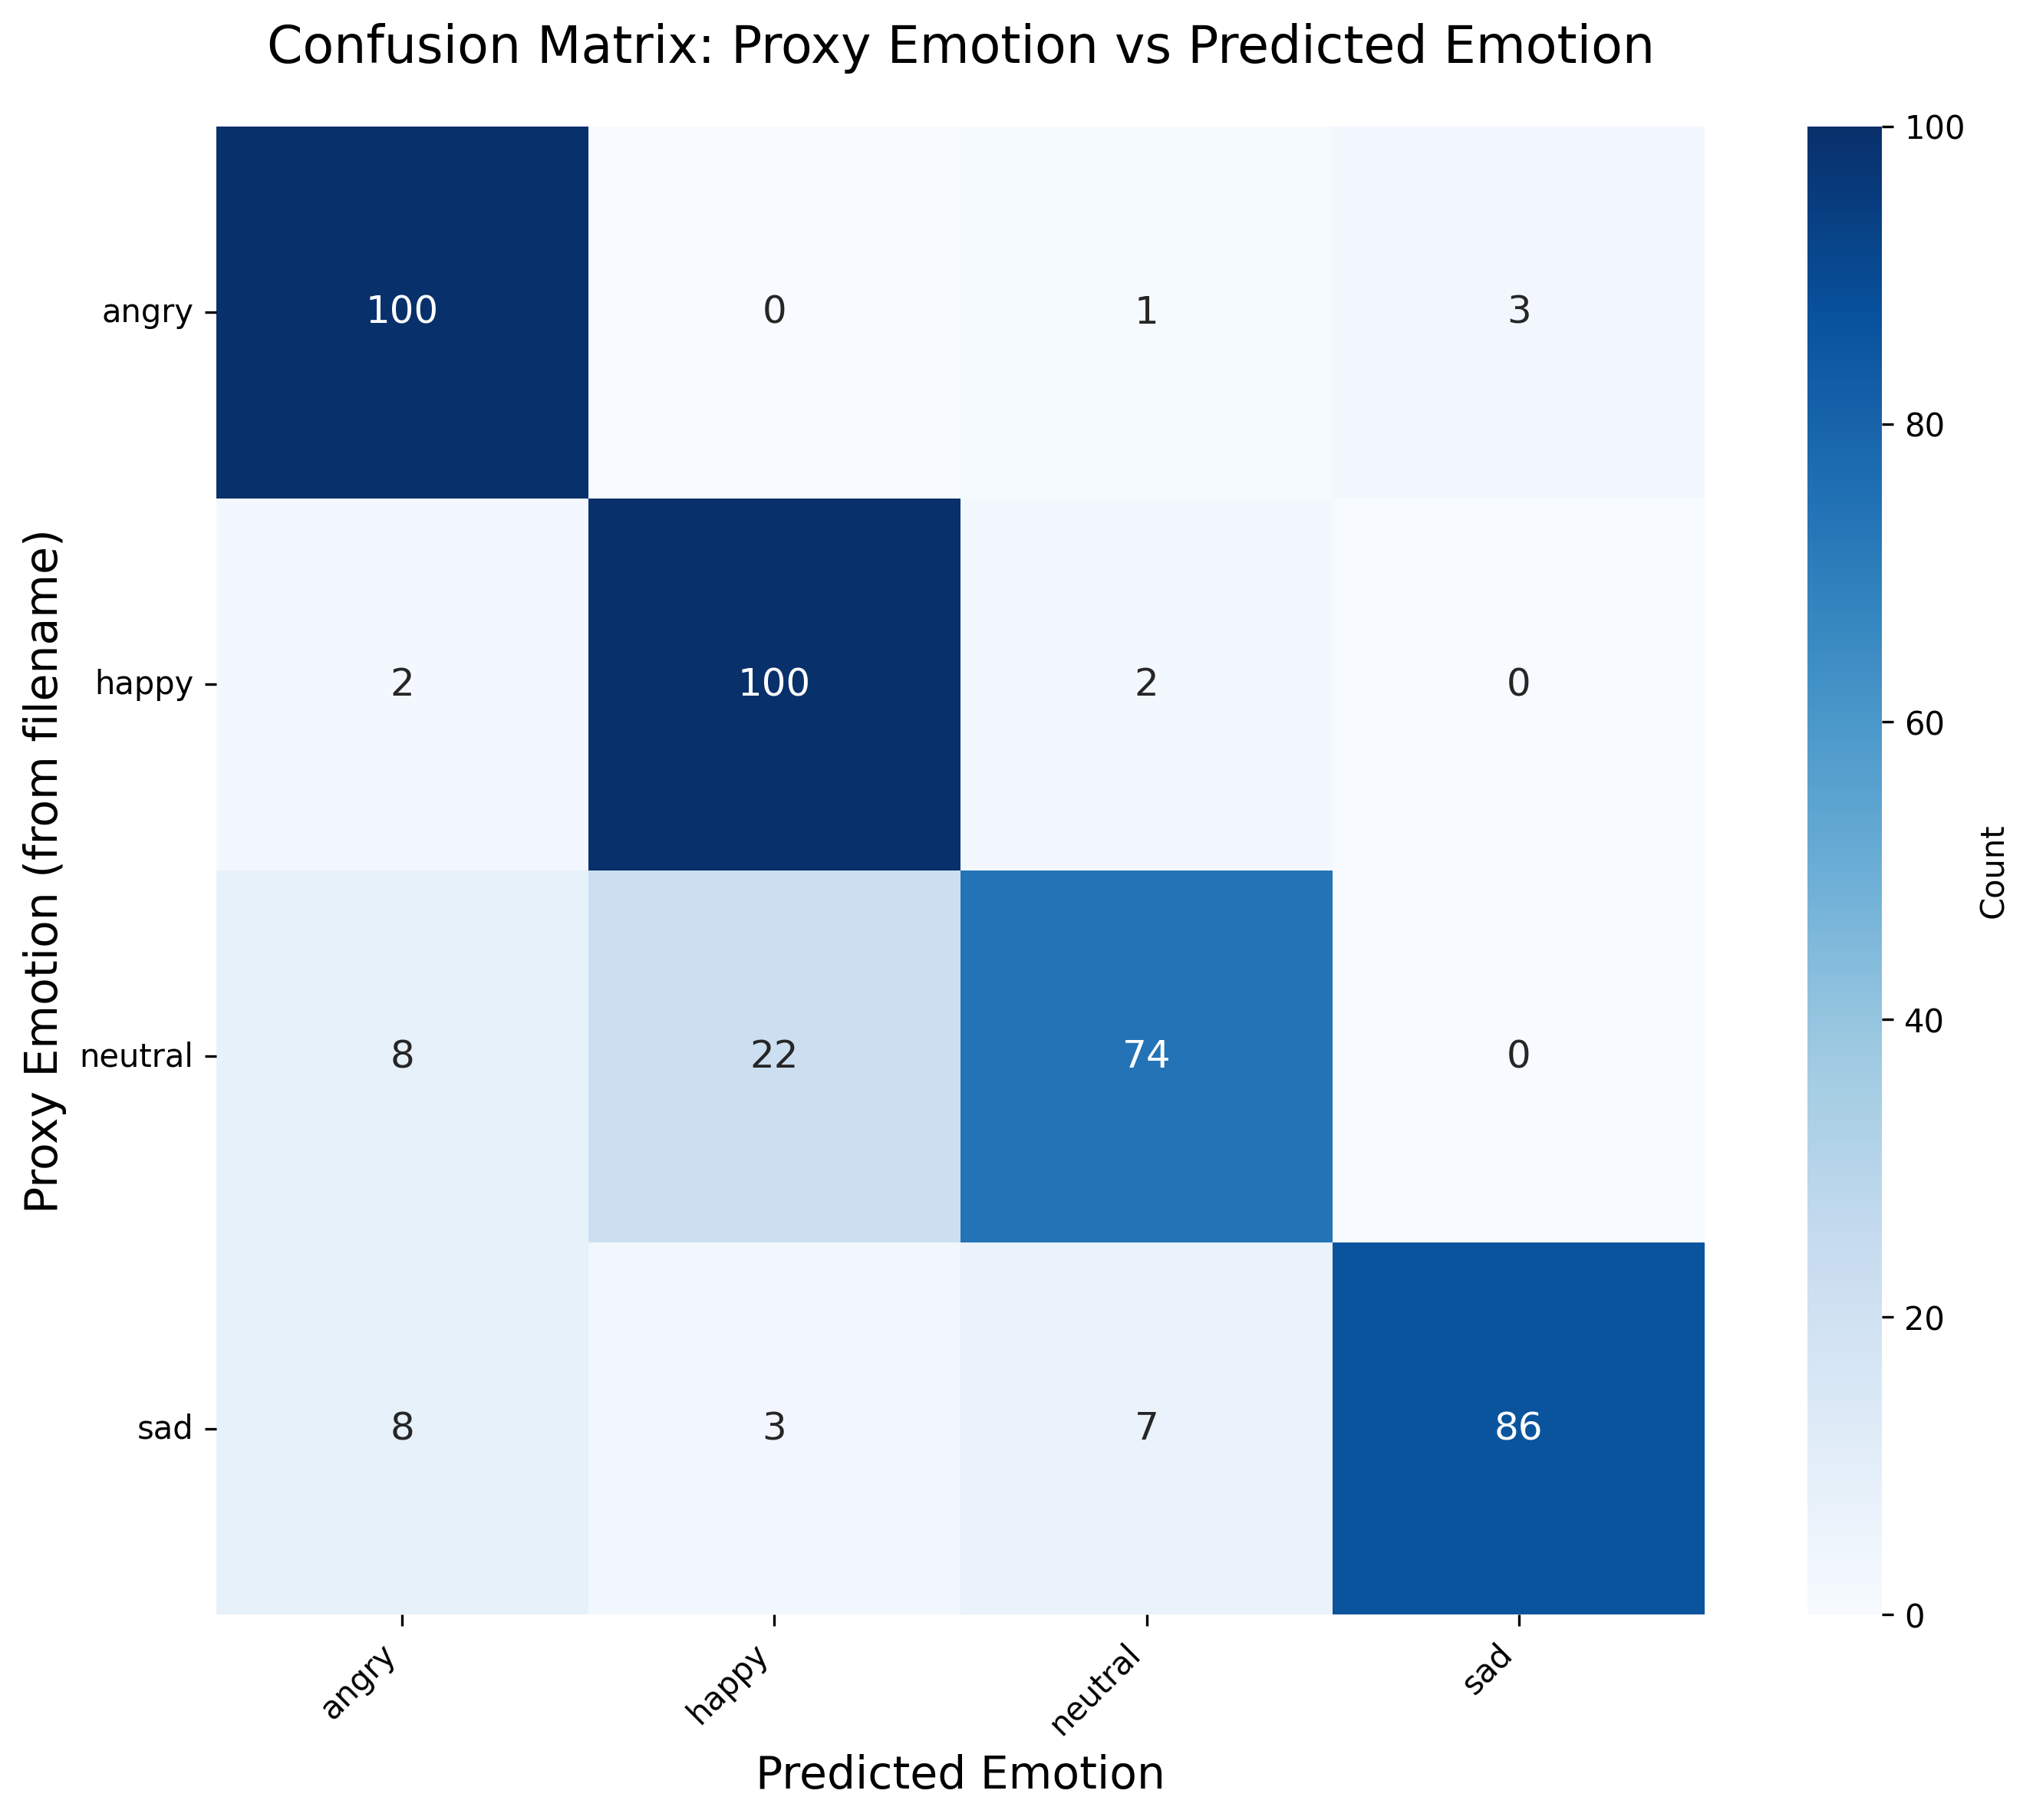 Confusion Matrix: Proxy Emotion vs Predicted Emotion
Proxy Emotion (from filename)
angry 100 0 1 3
happy 2 100 2 0
neutral 8 22 74 0
sad 8 3 7 86
angry happy neutral sad
Predicted Emotion
100
80
60
40
20
0
Count